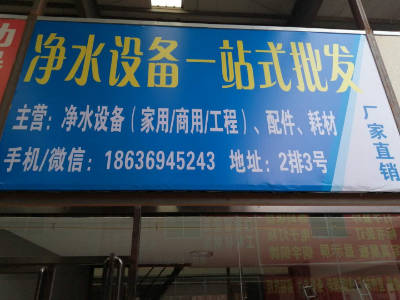 净水设备一站式批发
主营：净水设备（家用/商用/工程）、配件、耗材
手机/微信：18636945243 地址：2排3号
厂家直销